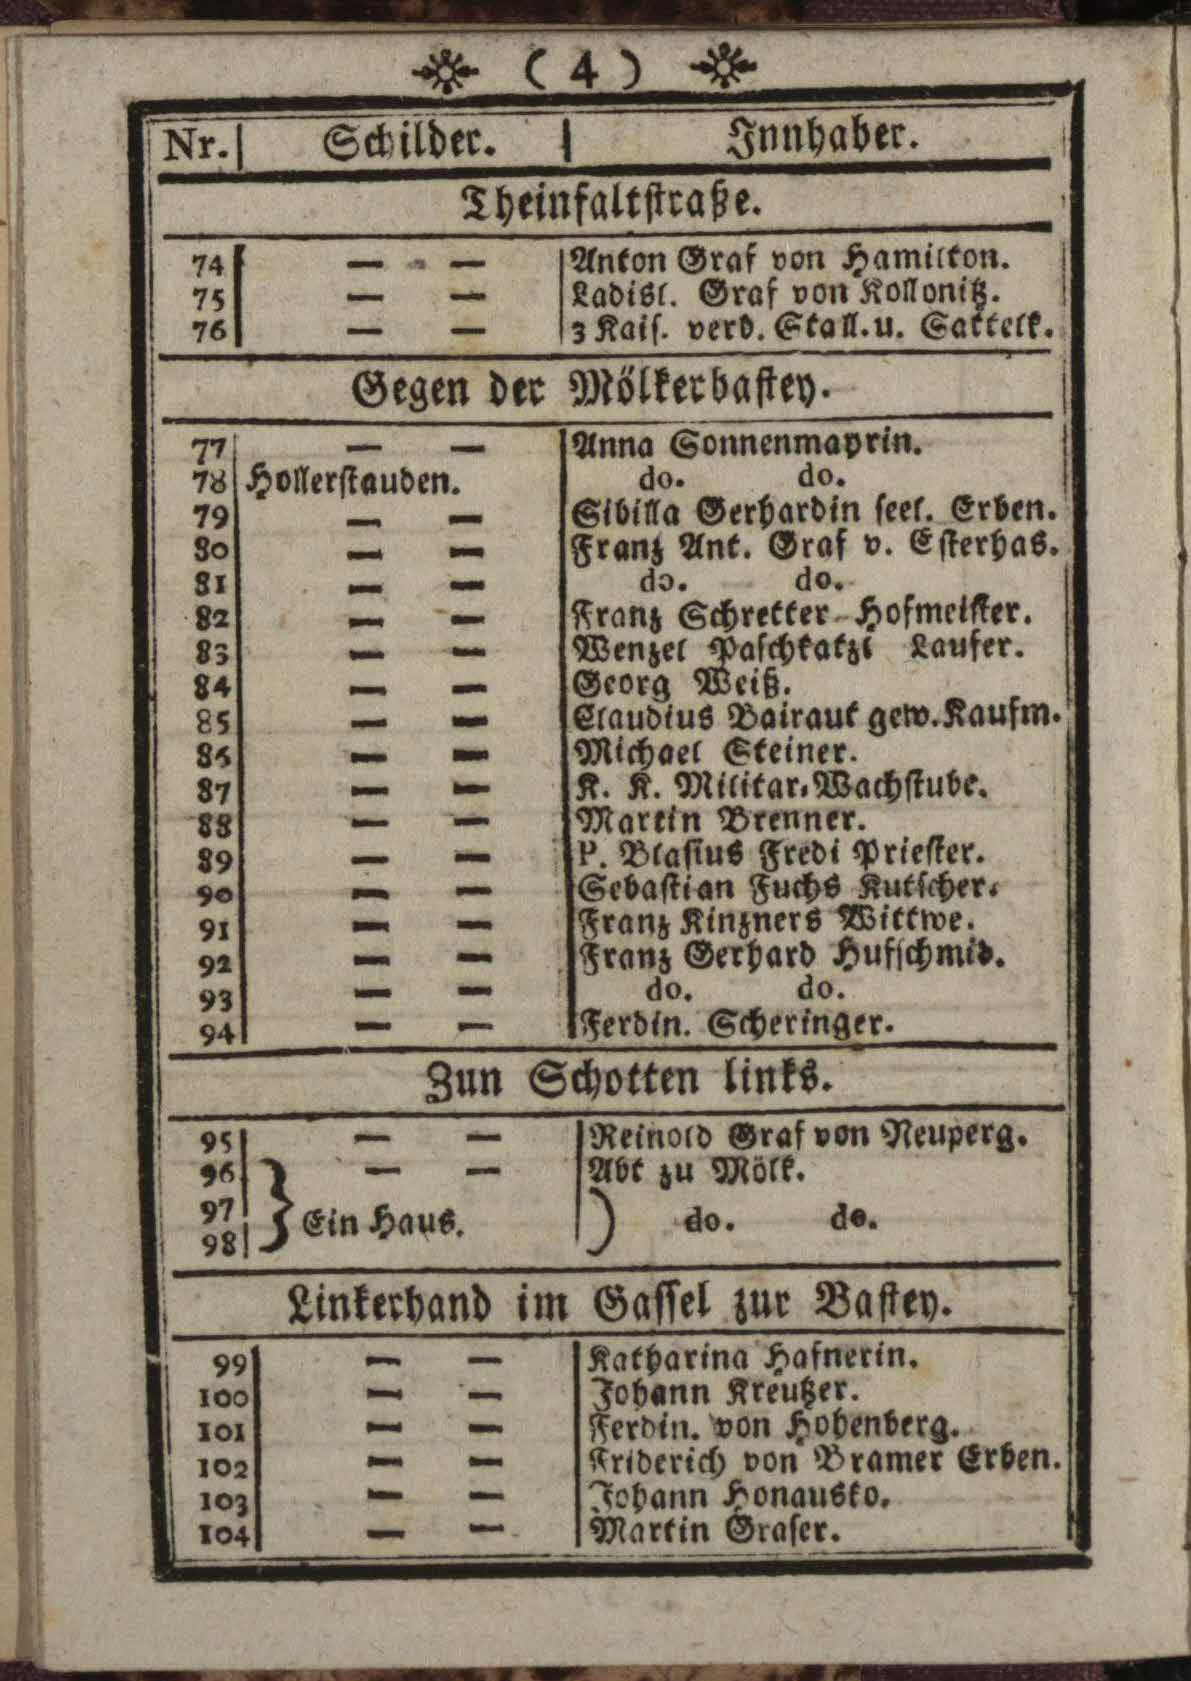 ( 4 )
Nr. Schilder. Innhaber.
Theinfaltstraße.
74 — — Anton Graf von Hamilton.
75 — — Ladisl. Graf von Kollonitz.
76 — — 3 Kais. verd. Stall. u. Sattelk.
Gegen der Mölkerbastey.
77 — — Anna Sonnenmayrin.
78 Hollerstauden. do. do.
79 — — Sibilla Gerhardin seel. Erben.
80 — — Franz Ant. Graf v. Esterhas.
81 — — do. do.
82 — — Franz Schretter Hofmeister.
83 — — Wenzel Paschkatzi Laufer.
84 — — Georg Weiß.
85 — — Claudius Bairaut gew. Kaufm.
86 — — Michael Steiner.
87 — — K. K. Militar-Wachstube.
88 — — Martin Brenner.
89 — — P. Blasius Fredi Priester.
90 — — Sebastian Fuchs Kutscher.
91 — — Franz Kinzners Wittwe.
92 — — Franz Gerhard Hufschmid.
93 — — do. do.
94 — — Ferdin. Scheringer.
Zun Schotten links.
95 — — Reinold Graf von Neuperg.
96 — — Abt zu Mölk.
97
98 } Ein Haus. ) do. do.
Linkerhand im Gassel zur Bastey.
99 — — Katharina Hafnerin.
100 — — Johann Kreutzer.
101 — — Ferdin. von Hohenberg.
102 — — Friderich von Bramer Erben.
103 — — Johann Honausko.
104 — — Martin Graser.